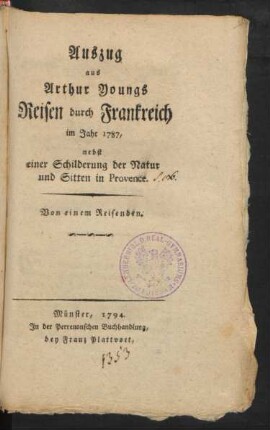 Auszug
aus
Arthur Youngs
Reisen durch Frankreich
im Jahr 1787,
nebst
einer Schilderung der Natur
und Sitten in Provence.
Von einem Reisenden.
Münster, 1794.
In der Perrenonschen Buchhandlung,
bey Franz Plattvoet.